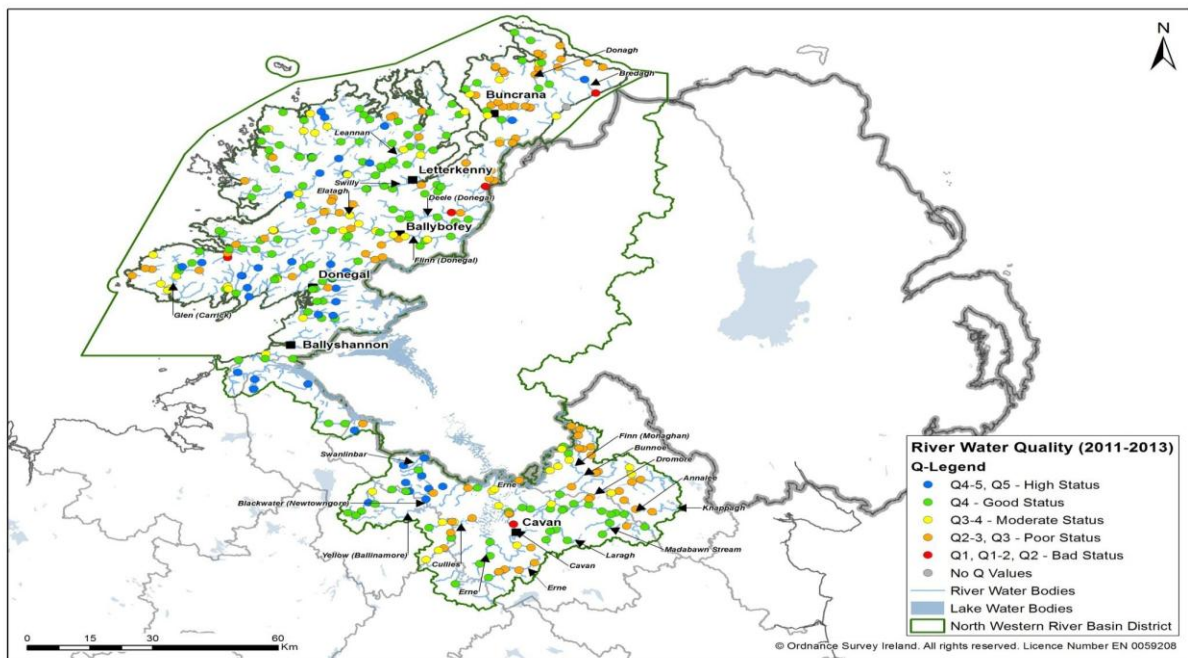 N
Donagh
Bredagh
Buncrana
Leannan
Letterkenny
Swilly
Elatagh
Deele (Donegal)
Ballybofey
Flinn (Donegal)
Donegal
Glen (Carrick)
Ballyshannon
Finn (Monaghan)
Bunnoe
Dromore
Swanlinbar
Erne
Annalee
Blackwater (Newtowngore)
Knappagh
Cavan
Yellow (Ballinamore)
Madabawn Stream
Laragh
Cullies
Cavan
Erne
Erne
River Water Quality (2011-2013)
Q-Legend
Q4-5, Q5 - High Status
Q4 - Good Status
Q3-4 - Moderate Status
Q2-3, Q3 - Poor Status
Q1, Q1-2, Q2 - Bad Status
No Q Values
River Water Bodies
Lake Water Bodies
North Western River Basin District
0 15 30 60
Km
© Ordnance Survey Ireland. All rights reserved. Licence Number EN 0059208